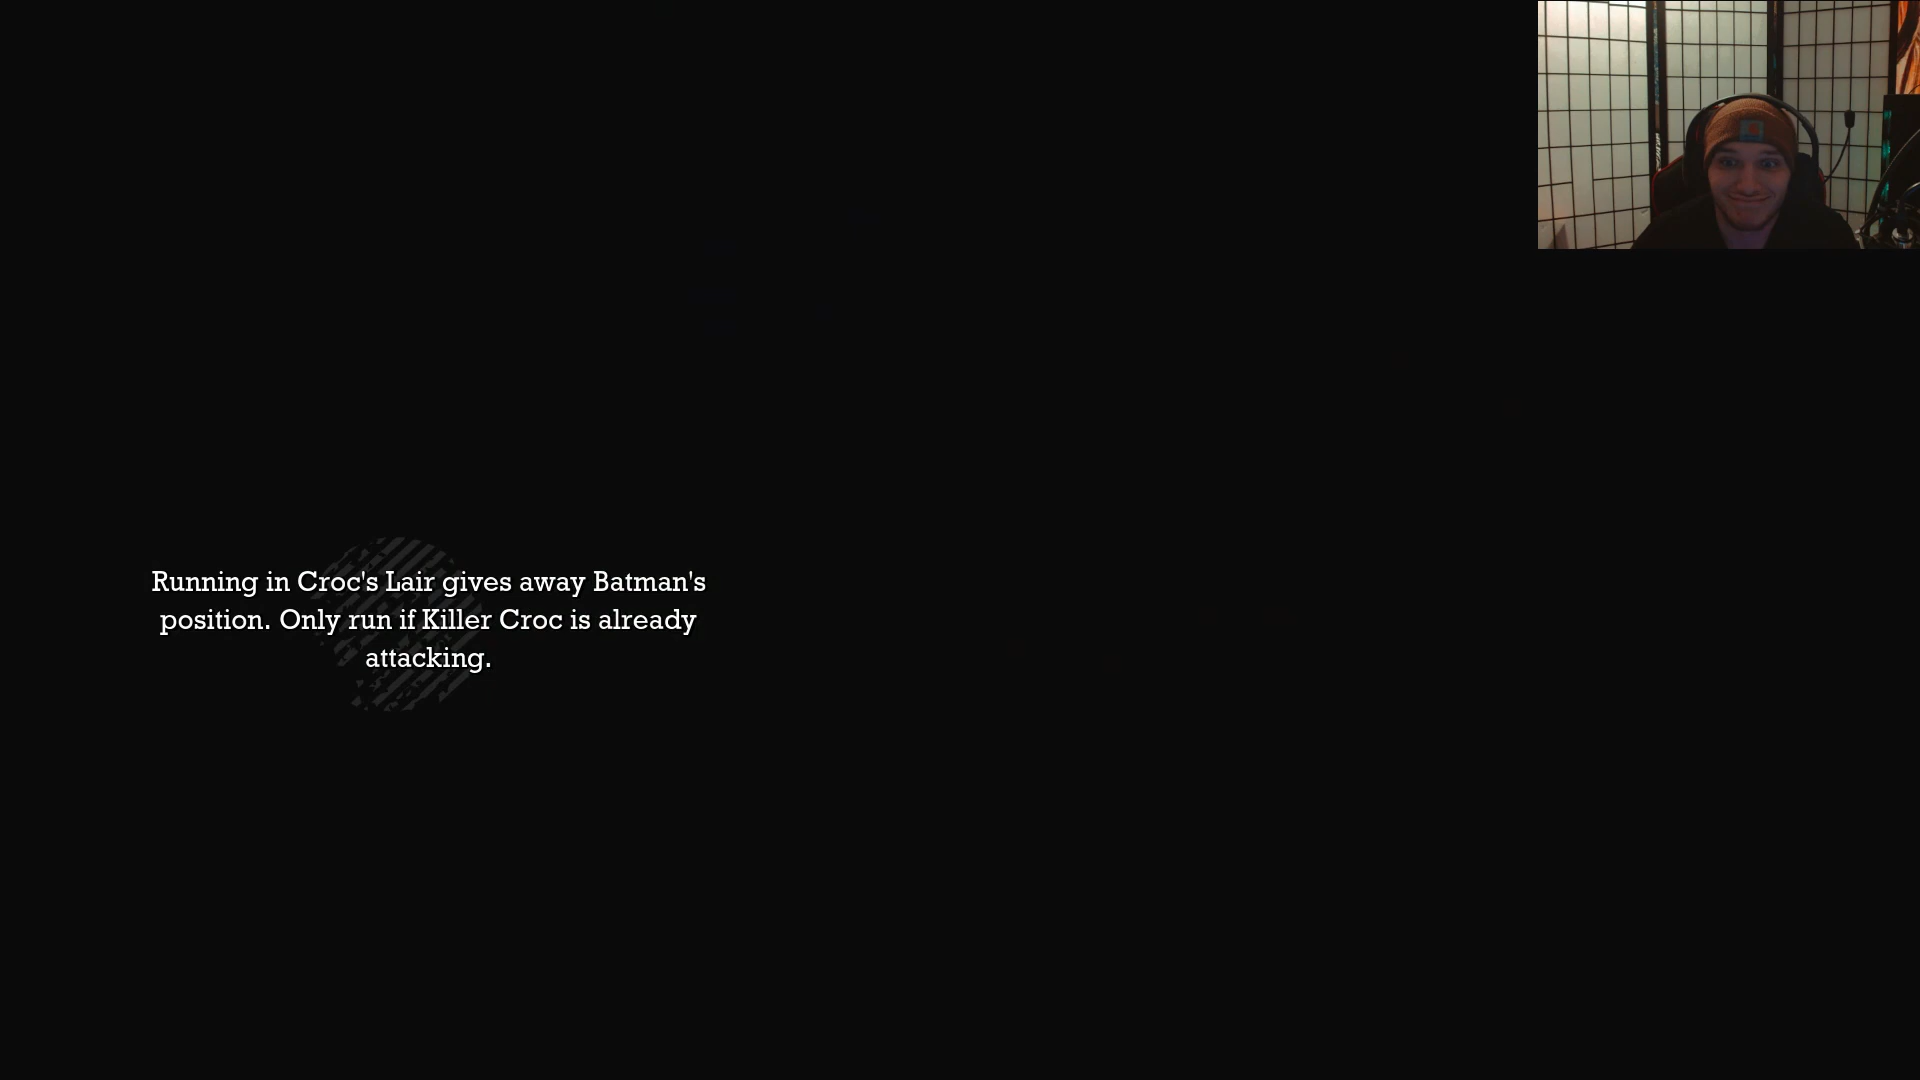 Running in Croc's Lair gives away Batman's
position. Only run if Killer Croc is already
attacking.